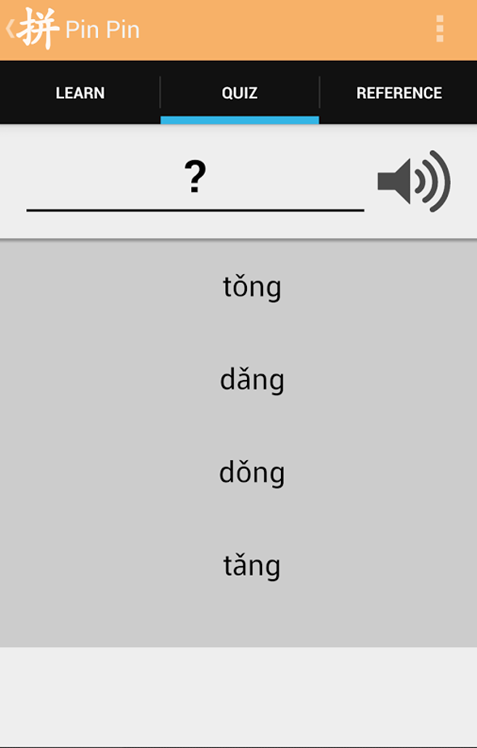 拼 Pin Pin
LEARN QUIZ REFERENCE
?
tǒng
dǎng
dǒng
tǎng